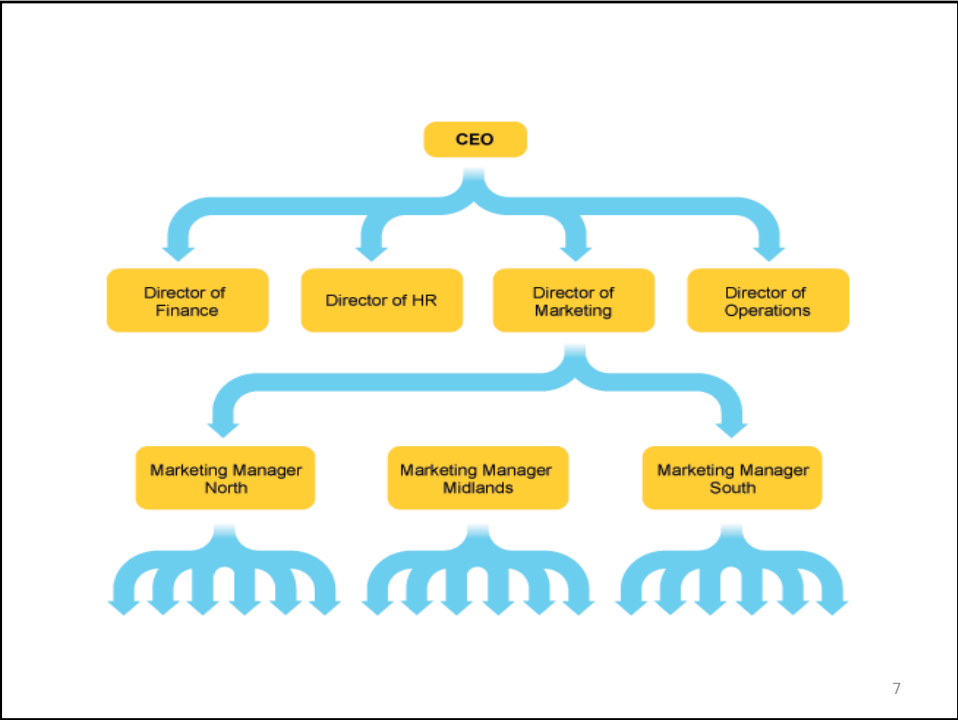 CEO
Director of
Finance
Director of HR
Director of
Marketing
Director of
Operations
Marketing Manager
North
Marketing Manager
Midlands
Marketing Manager
South
7